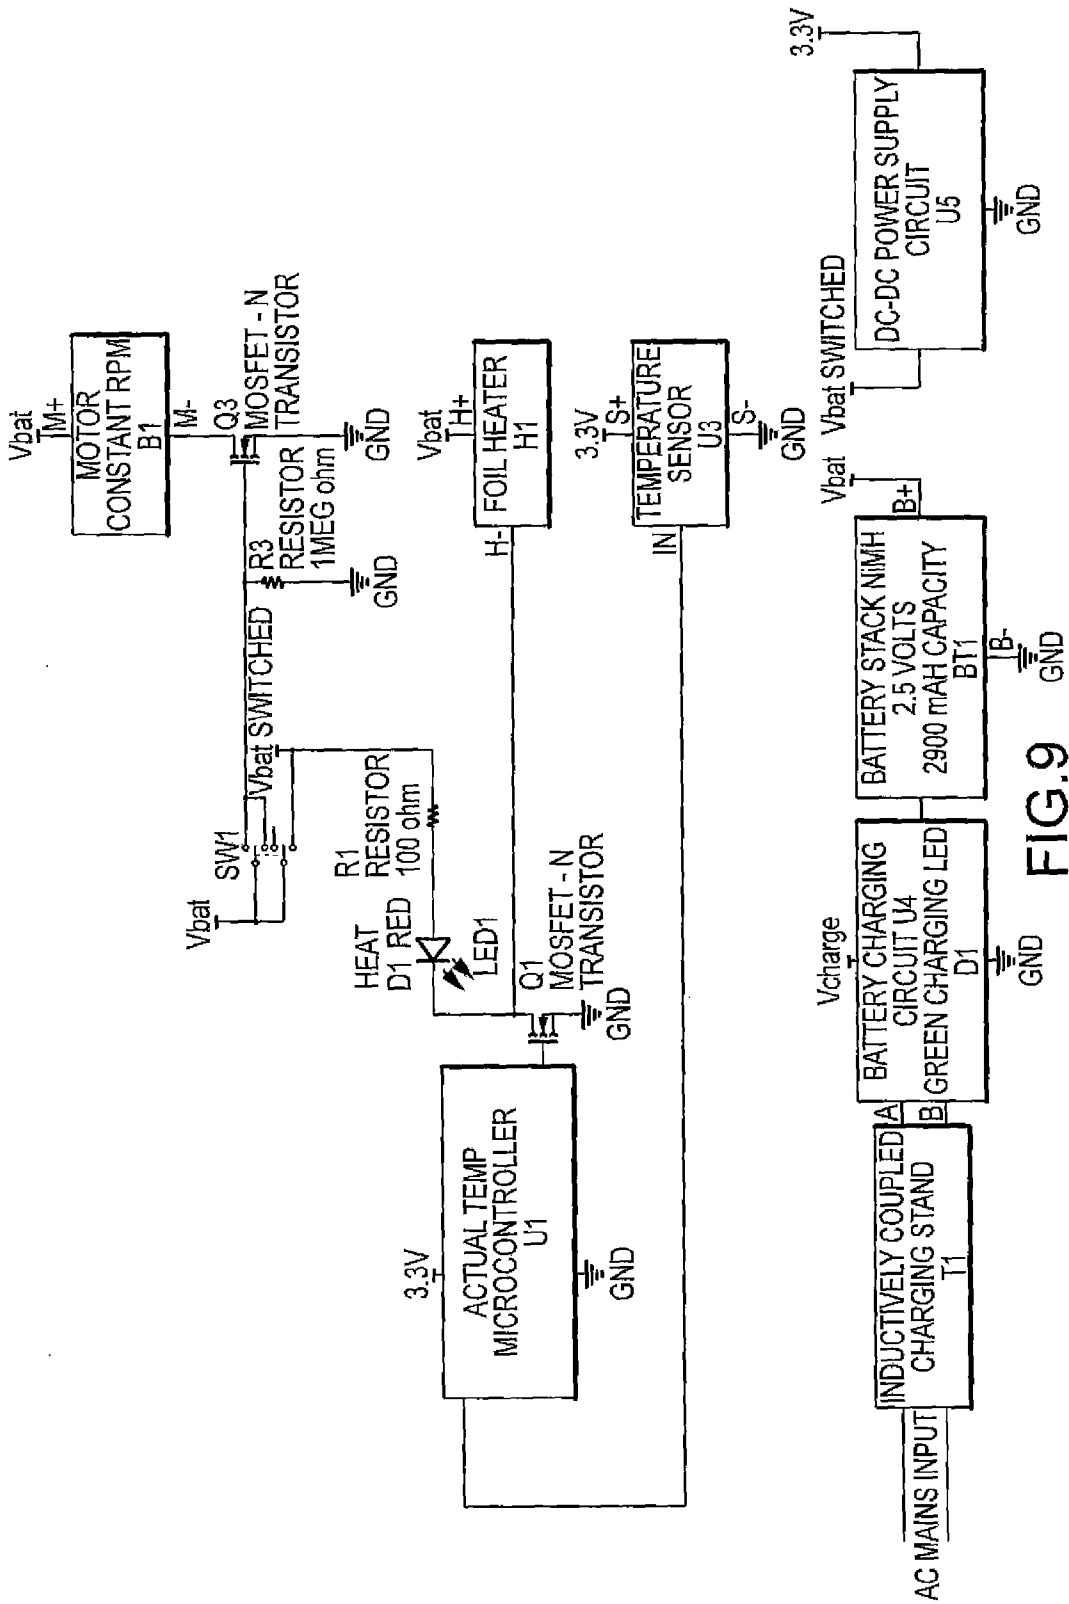 Vbat
M+
MOTOR
CONSTANT RPM
B1
M-
Q3
MOSFET - N
TRANSISTOR
GND
R3
RESISTOR
1MEG ohm
GND
Vbat SWITCHED
SW1
Vbat
R1
RESISTOR
100 ohm
HEAT
D1 RED
LED1
Vbat
H+
FOIL HEATER
H1
H-
Q1
MOSFET - N
TRANSISTOR
GND
3.3V
ACTUAL TEMP
MICROCONTROLLER
U1
GND
3.3V
S+
TEMPERATURE
SENSOR
U3
IN
S-
GND
AC MAINS INPUT
INDUCTIVELY COUPLED
CHARGING STAND
T1
A
B
Vcharge
BATTERY CHARGING
CIRCUIT U4
GREEN CHARGING LED
D1
GND
BATTERY STACK NiMH
2.5 VOLTS
2900 mAH CAPACITY
BT1
B+
Vbat
B-
GND
Vbat SWITCHED
DC-DC POWER SUPPLY
CIRCUIT
U5
3.3V
GND
FIG.9